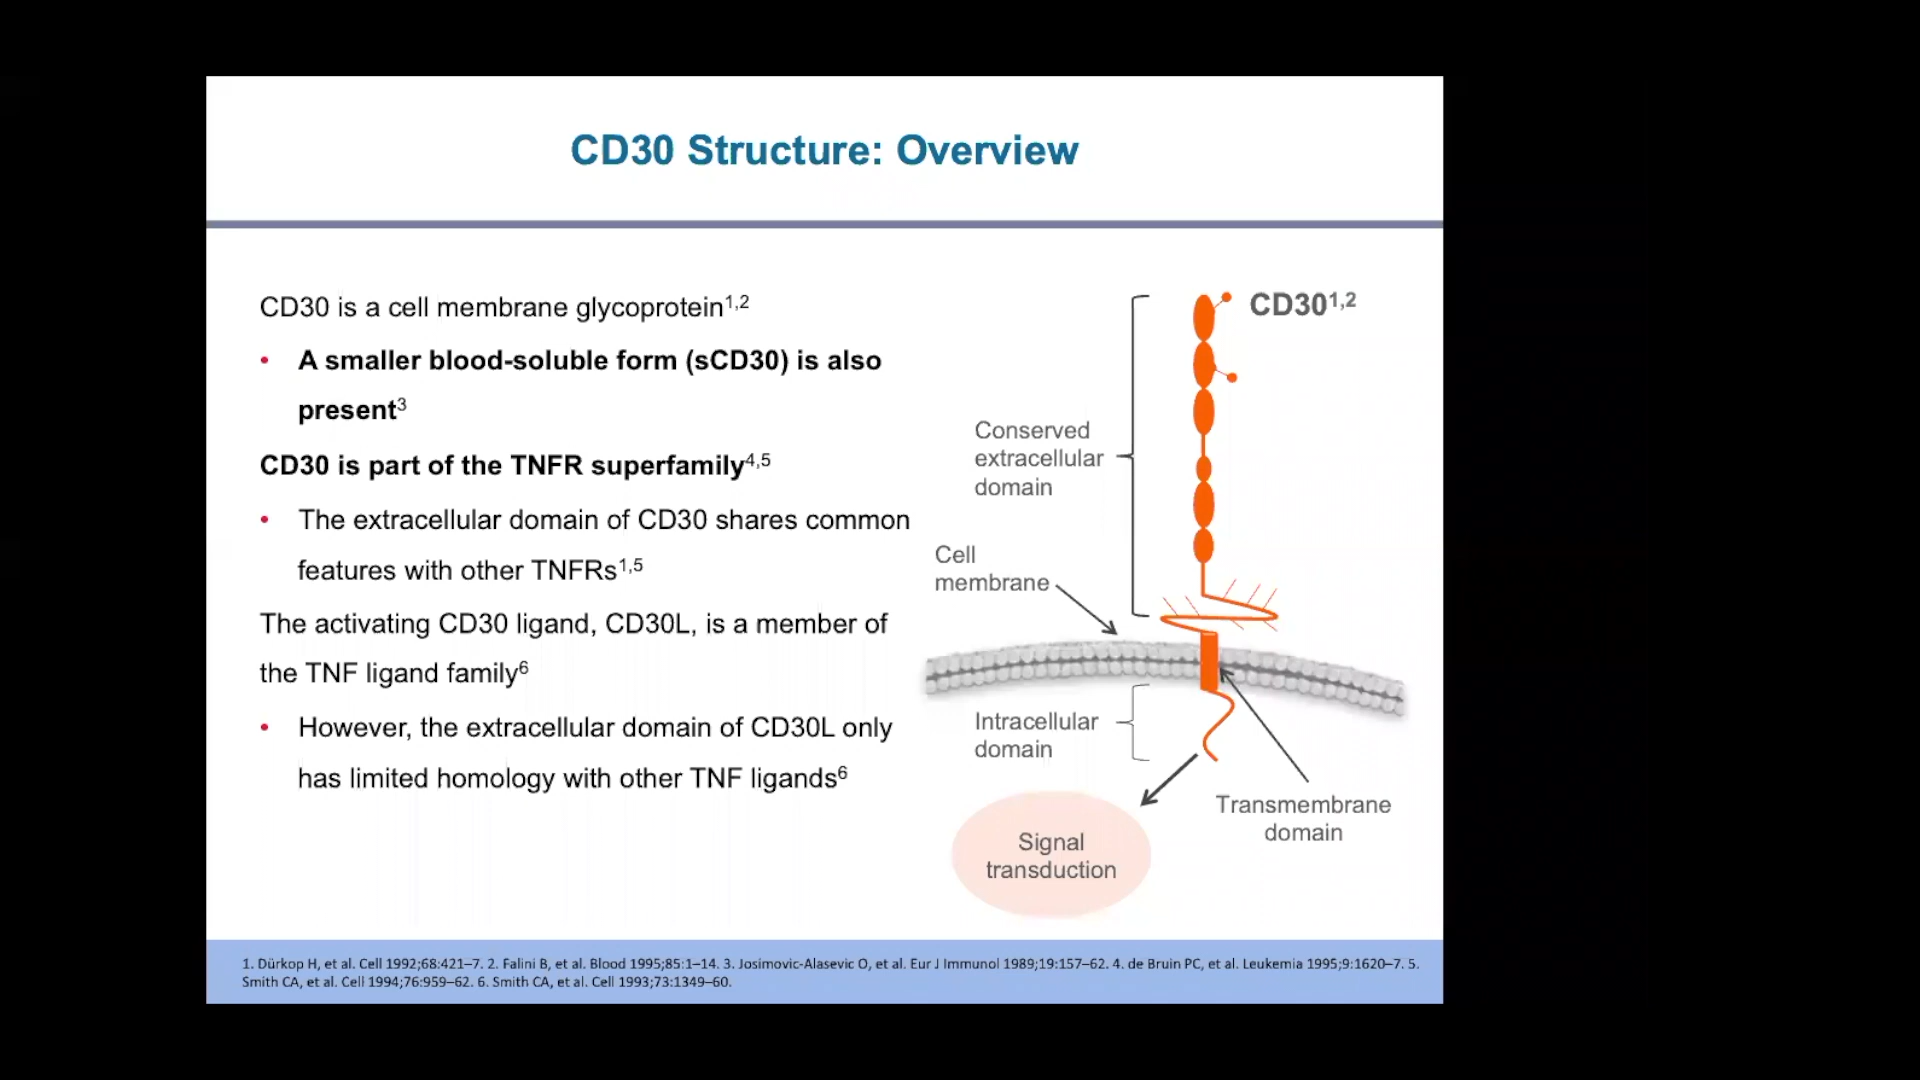 CD30 Structure: Overview
CD30 is a cell membrane glycoprotein1,2
• A smaller blood-soluble form (sCD30) is also
present3
CD30 is part of the TNFR superfamily4,5
• The extracellular domain of CD30 shares common
features with other TNFRs1,5
The activating CD30 ligand, CD30L, is a member of
the TNF ligand family6
• However, the extracellular domain of CD30L only
has limited homology with other TNF ligands6
CD301,2
Conserved
extracellular
domain
Cell
membrane
Intracellular
domain
Transmembrane
domain
Signal
transduction
1. Dürkop H, et al. Cell 1992;68:421–7. 2. Falini B, et al. Blood 1995;85:1–14. 3. Josimovic-Alasevic O, et al. Eur J Immunol 1989;19:157–62. 4. de Bruin PC, et al. Leukemia 1995;9:1620–7. 5.
Smith CA, et al. Cell 1994;76:959–62. 6. Smith CA, et al. Cell 1993;73:1349–60.